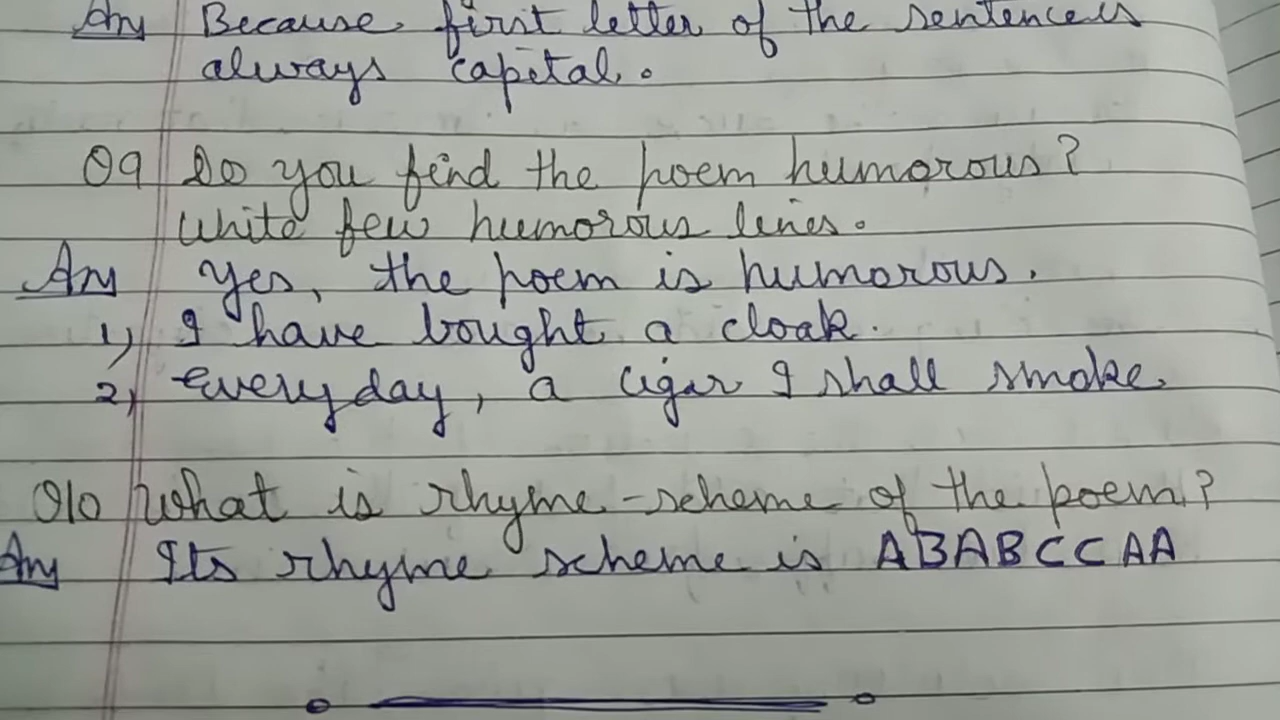 Ans Because first letter of the sentence is
always capital.
Q9 Do you find the poem humorous?
Write few humorous lines.
Ans Yes, the poem is humorous.
1) I have bought a cloak.
2) Everyday, a cigar I shall smoke.
Q10 What is rhyme-scheme of the poem?
Ans Its rhyme scheme is ABABCCAA